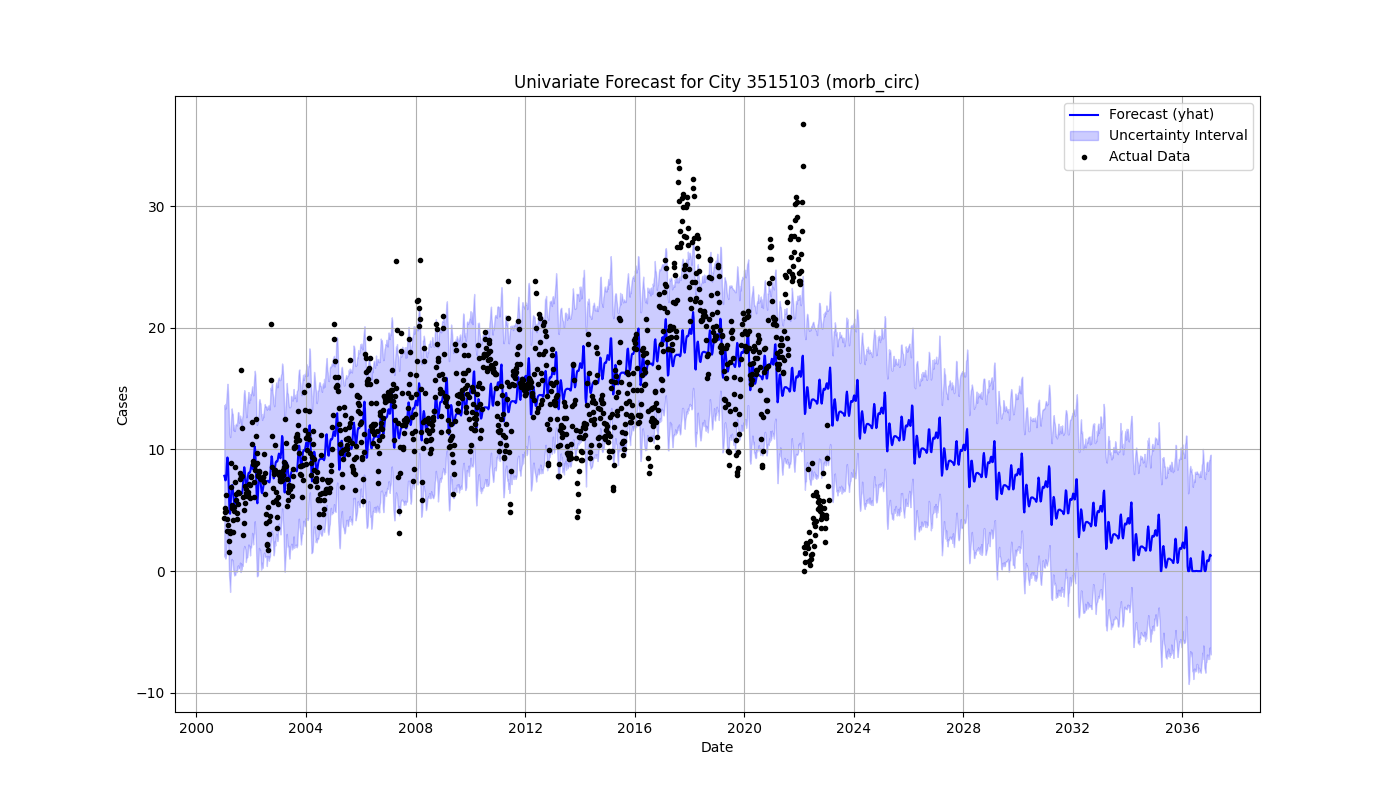 Univariate Forecast for City 3515103 (morb_circ)
Forecast (yhat)
Uncertainty Interval
Actual Data
Cases
30
20
10
0
−10
2000 2004 2008 2012 2016 2020 2024 2028 2032 2036
Date